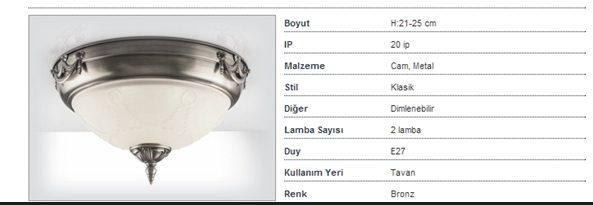 Boyut H:21-25 cm
IP 20 ip
Malzeme Cam, Metal
Stil Klasik
Diğer Dimlenebilir
Lamba Sayısı 2 lamba
Duy E27
Kullanım Yeri Tavan
Renk Bronz